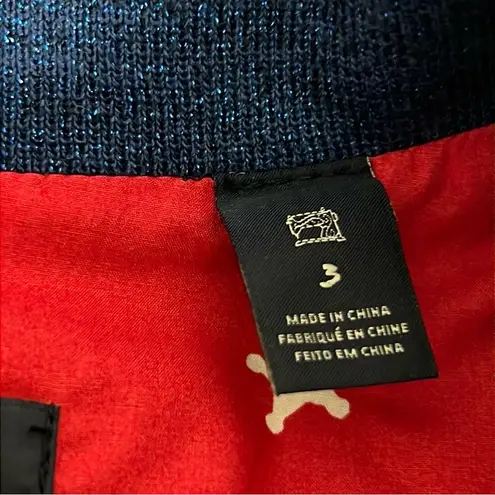 3
MADE IN CHINA
FABRIQUÉ EN CHINE
FEITO EM CHINA